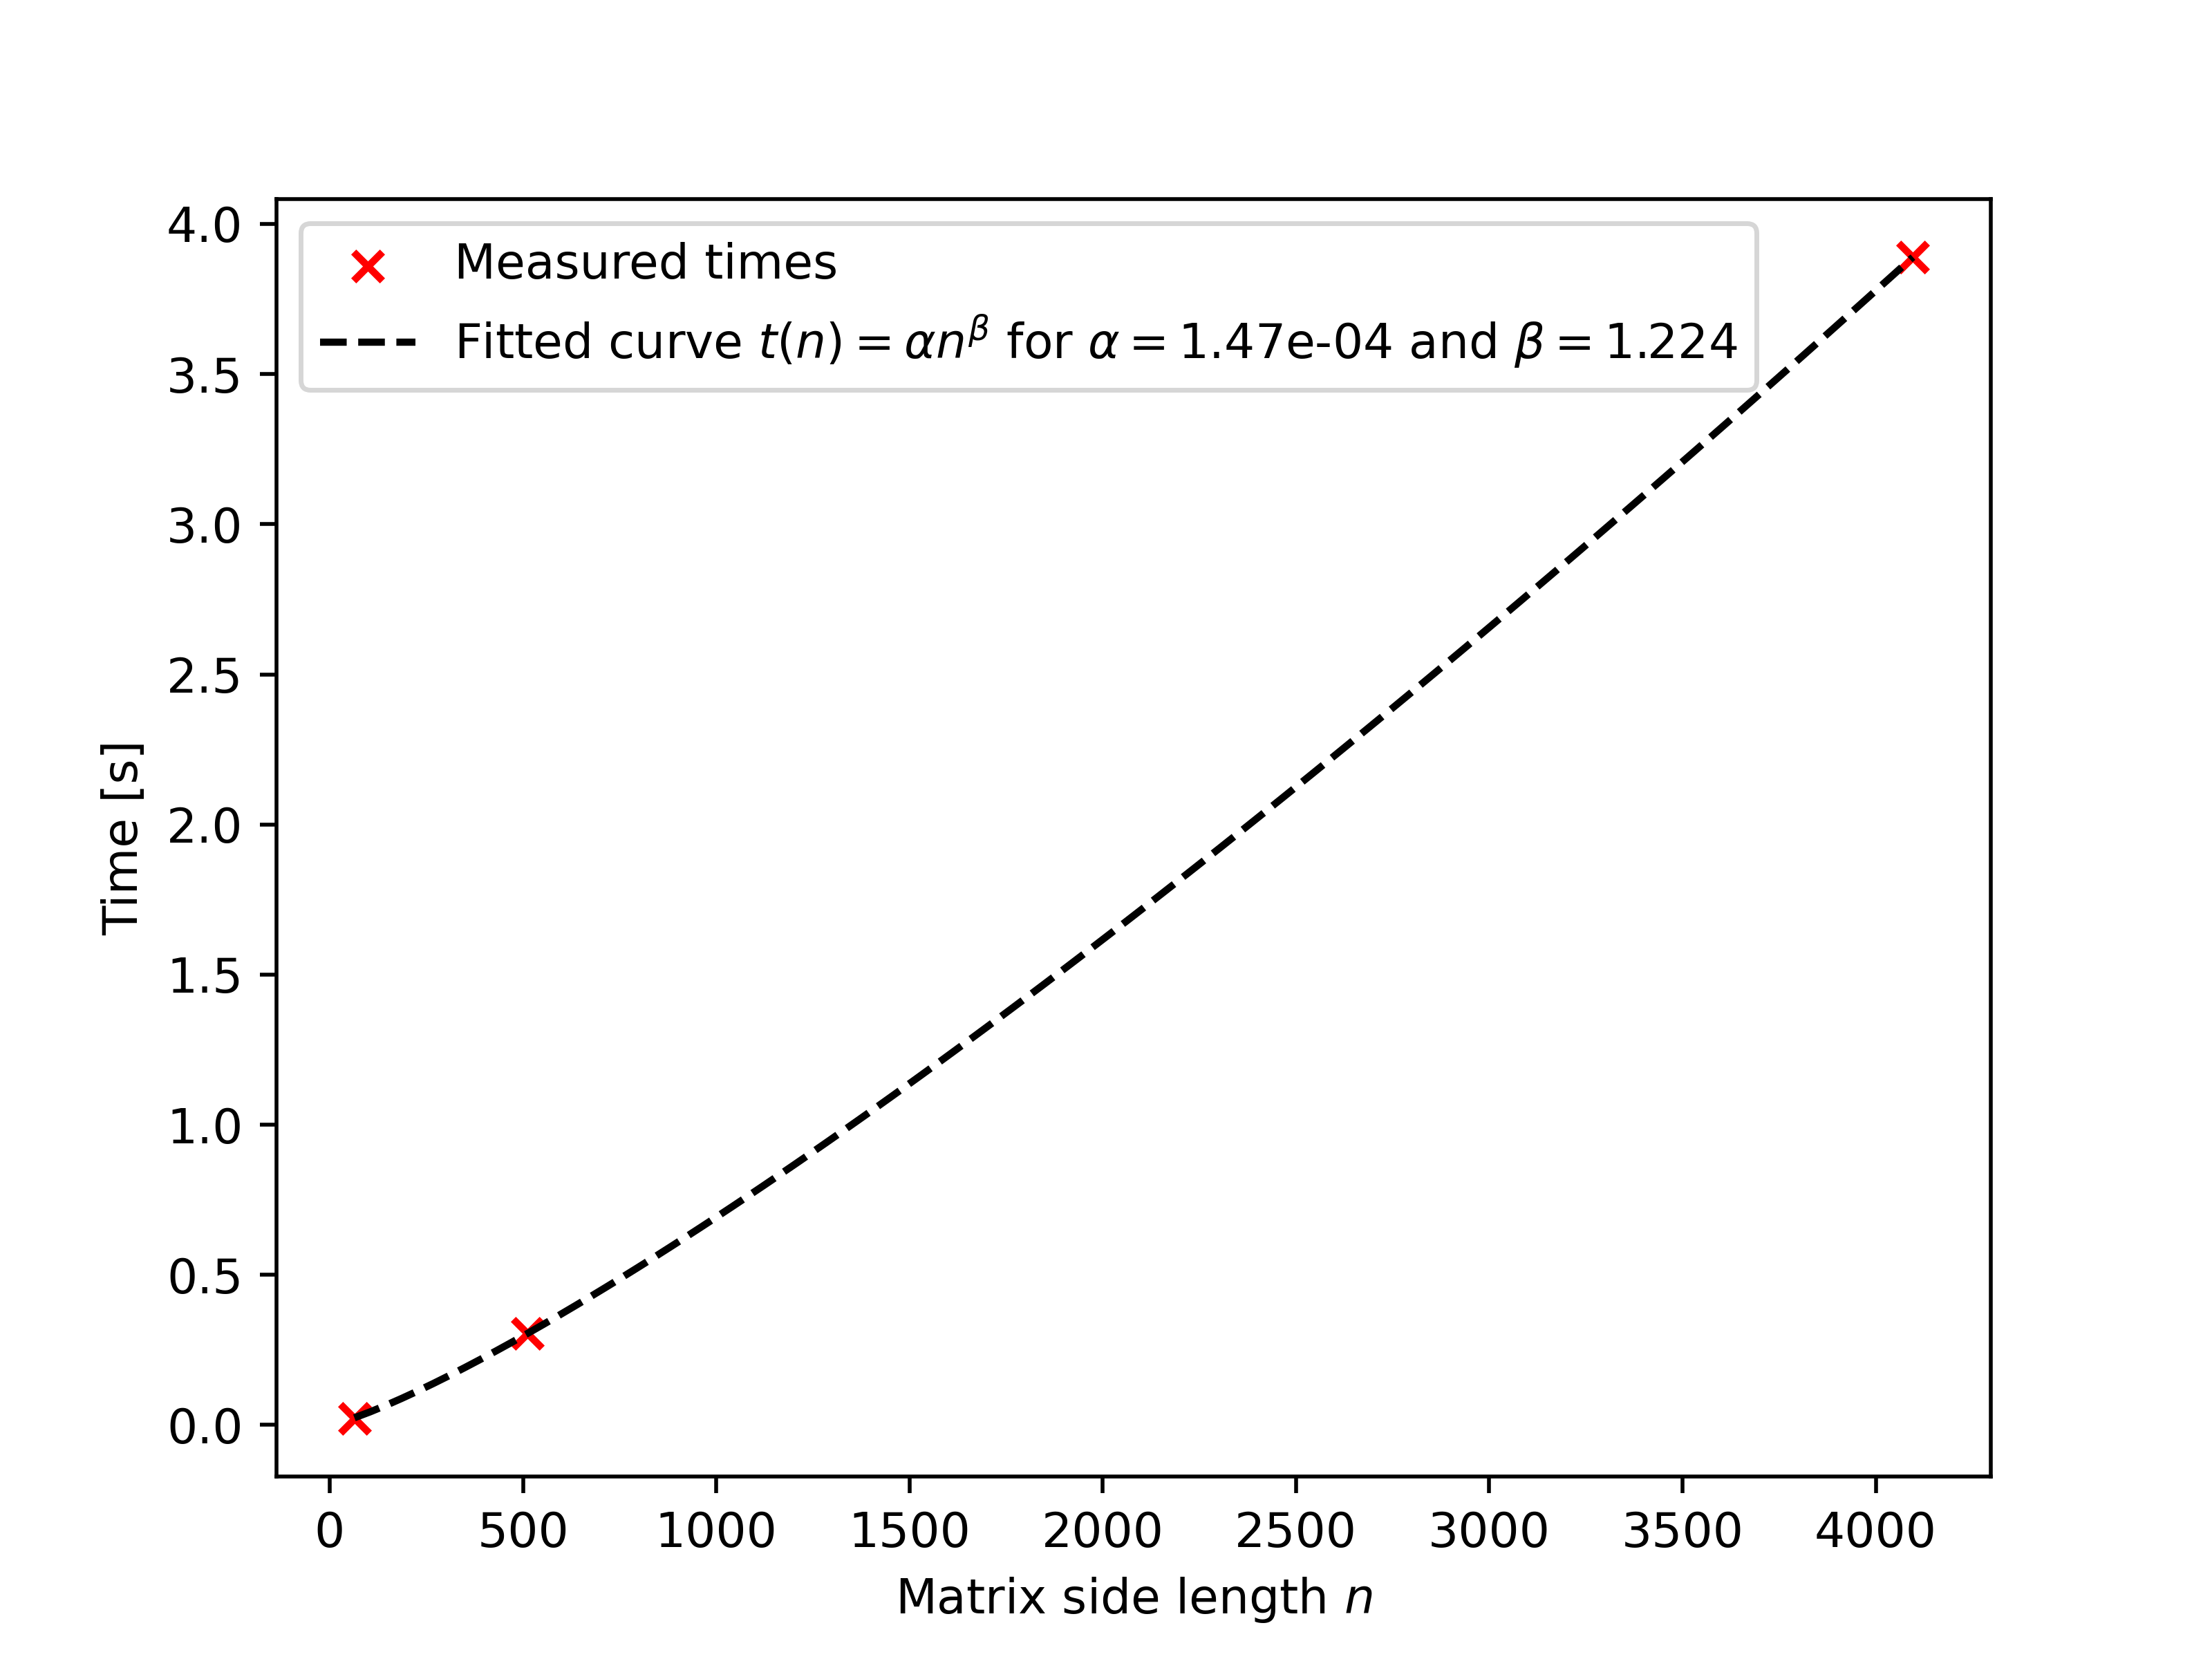 Measured times
Fitted curve t(n) = αn^β for α = 1.47e-04 and β = 1.224
4.0
3.5
3.0
2.5
2.0
1.5
1.0
0.5
0.0
Time [s]
0 500 1000 1500 2000 2500 3000 3500 4000
Matrix side length n